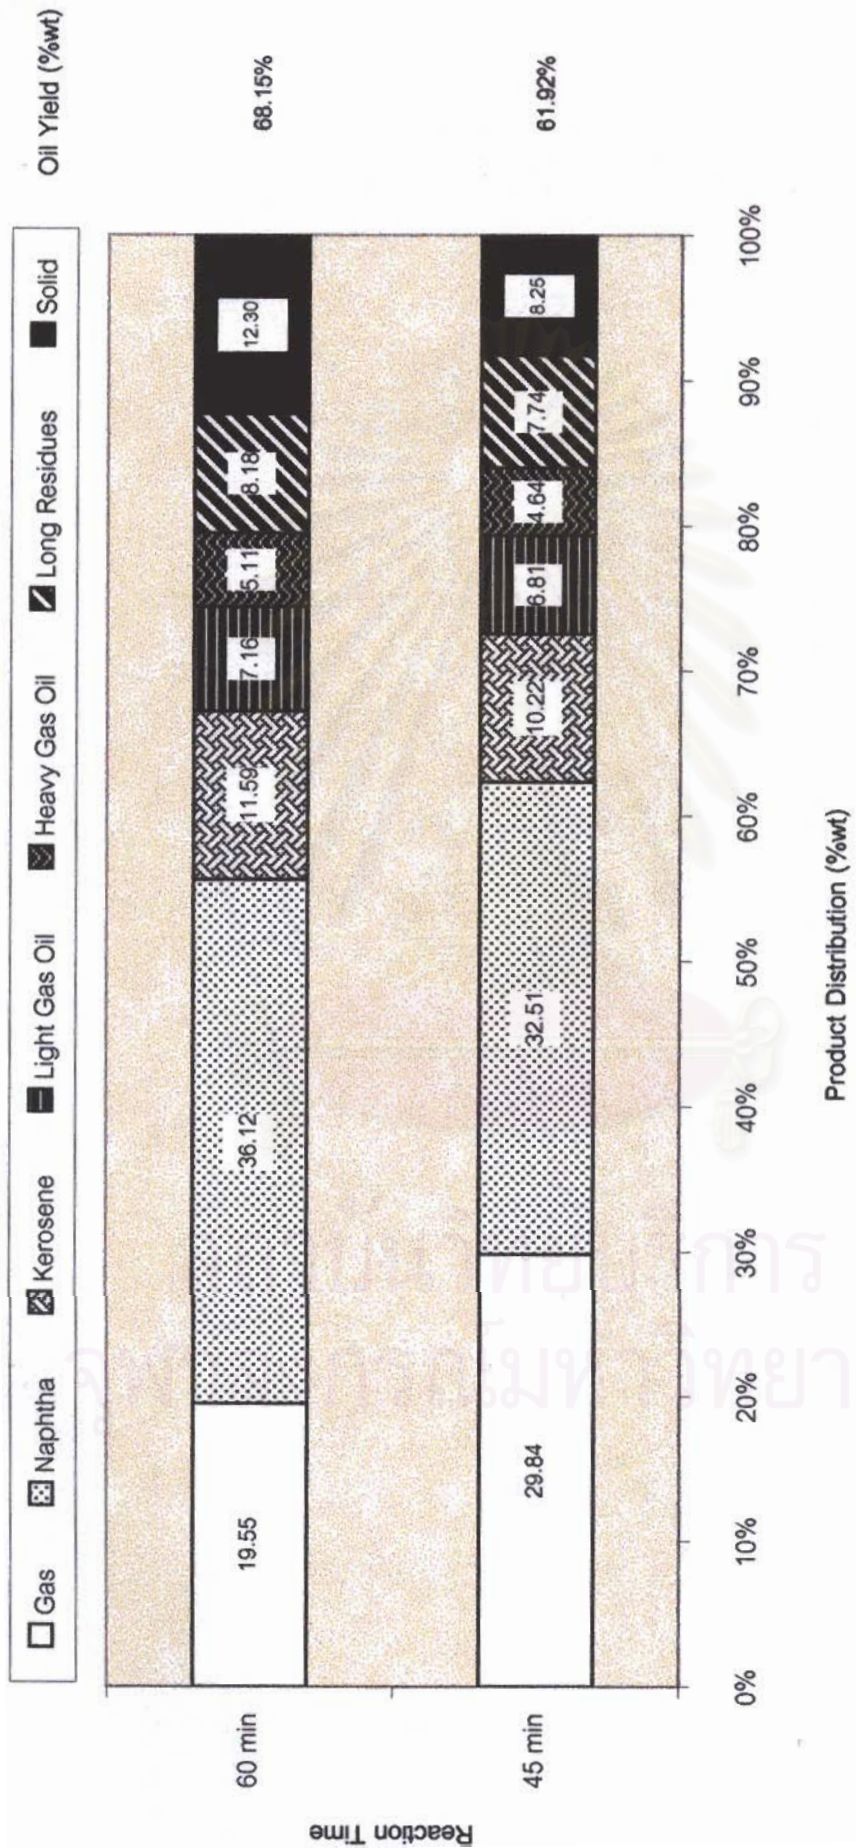 Gas Naphtha Kerosene Light Gas Oil Heavy Gas Oil Long Residues Solid
Oil Yield (%wt)
60 min
19.55 36.12 11.59 7.16 5.11 8.18 12.30
68.15%
45 min
29.84 32.51 10.22 6.81 4.64 7.74 8.25
61.92%
0% 10% 20% 30% 40% 50% 60% 70% 80% 90% 100%
Product Distribution (%wt)
Reaction Time